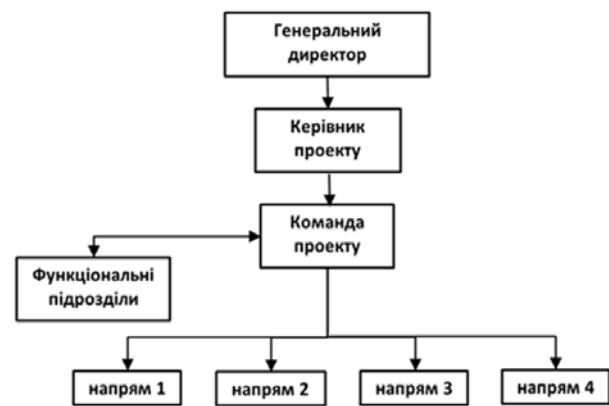 Генеральний
директор
Керівник
проекту
Команда
проекту
Функціональні
підрозділи
напрям 1
напрям 2
напрям 3
напрям 4